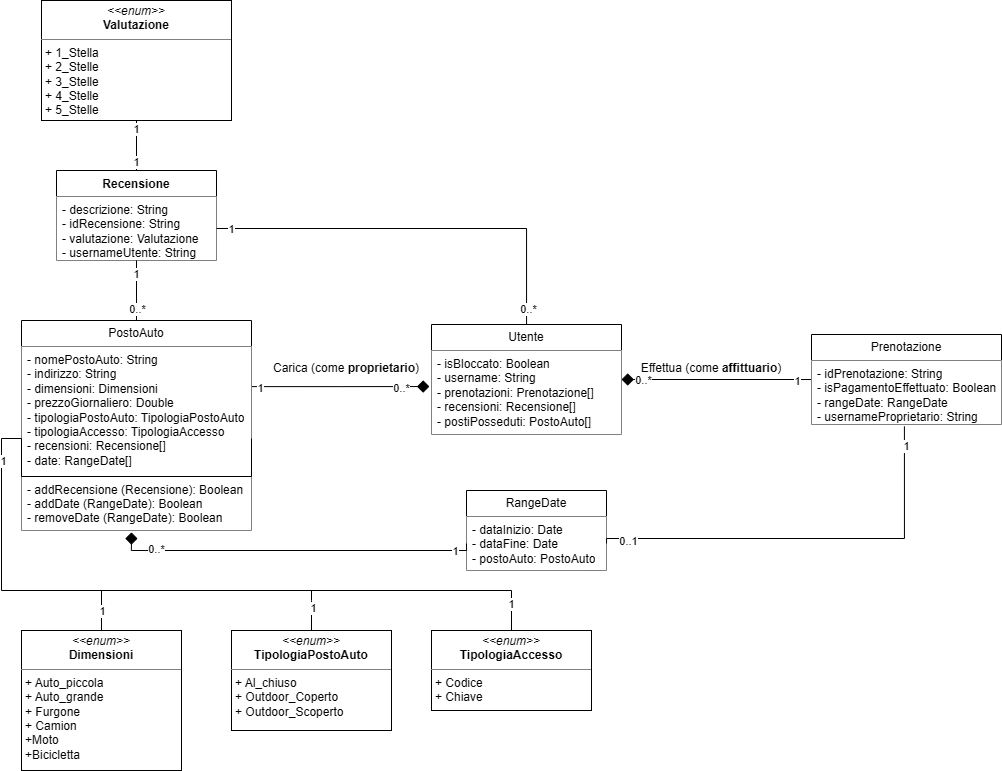 <<enum>>
Valutazione
+ 1_Stella
+ 2_Stelle
+ 3_Stelle
+ 4_Stelle
+ 5_Stelle
1
1
Recensione
- descrizione: String
- idRecensione: String
- valutazione: Valutazione
- usernameUtente: String
1
1
0..*
0..*
PostoAuto
- nomePostoAuto: String
- indirizzo: String
- dimensioni: Dimensioni
- prezzoGiornaliero: Double
- tipologiaPostoAuto: TipologiaPostoAuto
- tipologiaAccesso: TipologiaAccesso
- recensioni: Recensione[]
- date: RangeDate[]
- addRecensione (Recensione): Boolean
- addDate (RangeDate): Boolean
- removeDate (RangeDate): Boolean
Carica (come proprietario)
1
0..*
Utente
- isBloccato: Boolean
- username: String
- prenotazioni: Prenotazione[]
- recensioni: Recensione[]
- postiPosseduti: PostoAuto[]
Effettua (come affittuario)
0..*
1
Prenotazione
- idPrenotazione: String
- isPagamentoEffettuato: Boolean
- rangeDate: RangeDate
- usernameProprietario: String
1
1
RangeDate
- dataInizio: Date
- dataFine: Date
- postoAuto: PostoAuto
0..1
0..*
1
1
1
1
<<enum>>
Dimensioni
+ Auto_piccola
+ Auto_grande
+ Furgone
+ Camion
+Moto
+Bicicletta
<<enum>>
TipologiaPostoAuto
+ Al_chiuso
+ Outdoor_Coperto
+ Outdoor_Scoperto
<<enum>>
TipologiaAccesso
+ Codice
+ Chiave